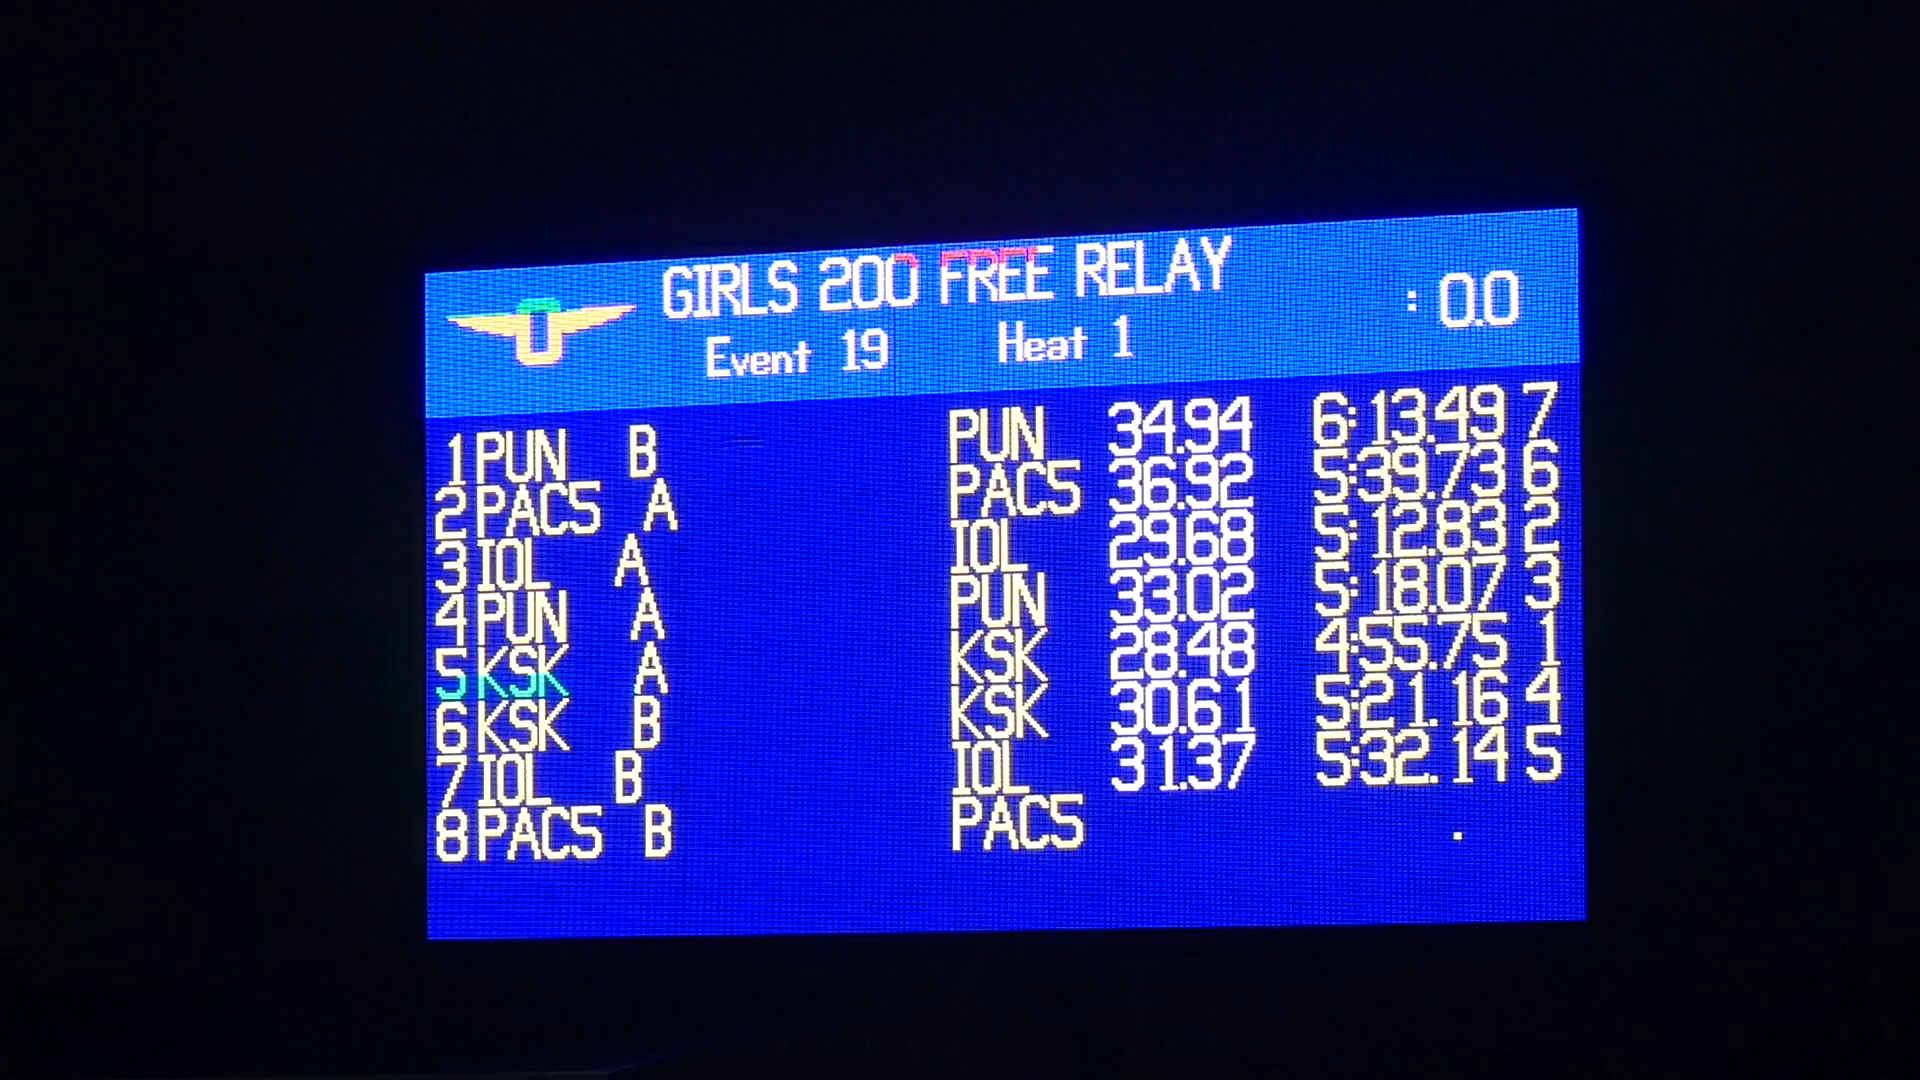 GIRLS 200 FREE RELAY
: 0.0
Event 19 Heat 1
1 PUN B PUN 34.94 6:13.49 7
2 PAC5 A PAC5 36.92 5:39.73 6
3 IOL A IOL 29.68 5:12.83 2
4 PUN A PUN 33.02 5:18.07 3
5 KSK A KSK 28.48 4:55.75 1
6 KSK B KSK 30.61 5:21.16 4
7 IOL B IOL 31.37 5:32.14 5
8 PAC5 B PAC5 .